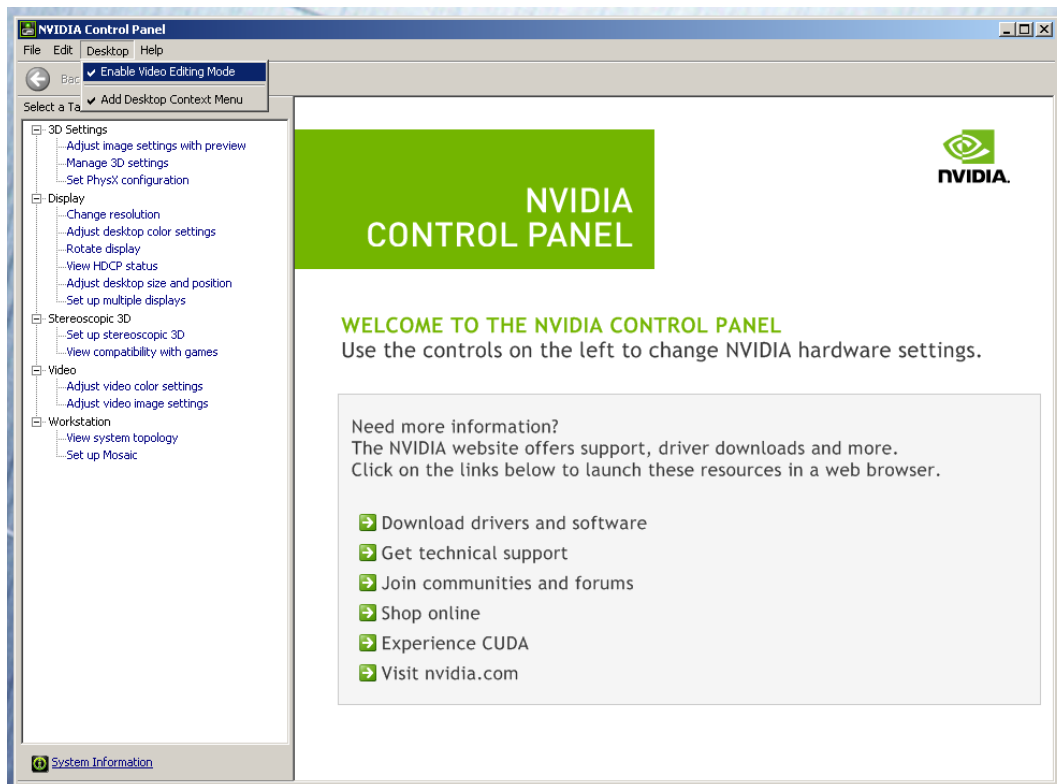 NVIDIA Control Panel
File Edit Desktop Help
Bac
✔ Enable Video Editing Mode
✔ Add Desktop Context Menu
Select a Ta
3D Settings
Adjust image settings with preview
Manage 3D settings
Set PhysX configuration
Display
Change resolution
Adjust desktop color settings
Rotate display
View HDCP status
Adjust desktop size and position
Set up multiple displays
Stereoscopic 3D
Set up stereoscopic 3D
View compatibility with games
Video
Adjust video color settings
Adjust video image settings
Workstation
View system topology
Set up Mosaic
System Information
NVIDIA
CONTROL PANEL
NVIDIA.
WELCOME TO THE NVIDIA CONTROL PANEL
Use the controls on the left to change NVIDIA hardware settings.
Need more information?
The NVIDIA website offers support, driver downloads and more.
Click on the links below to launch these resources in a web browser.
Download drivers and software
Get technical support
Join communities and forums
Shop online
Experience CUDA
Visit nvidia.com